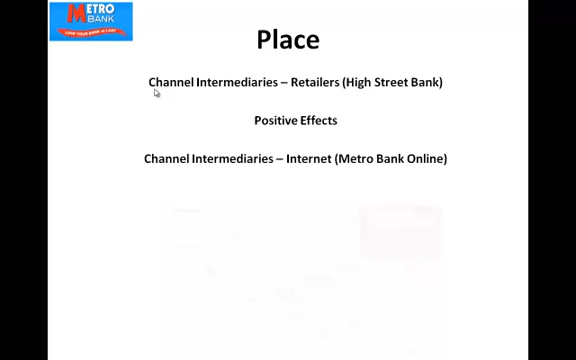 METRO
BANK
LOVE YOUR BANK AT LAST
Place
Channel Intermediaries – Retailers (High Street Bank)
Positive Effects
Channel Intermediaries – Internet (Metro Bank Online)